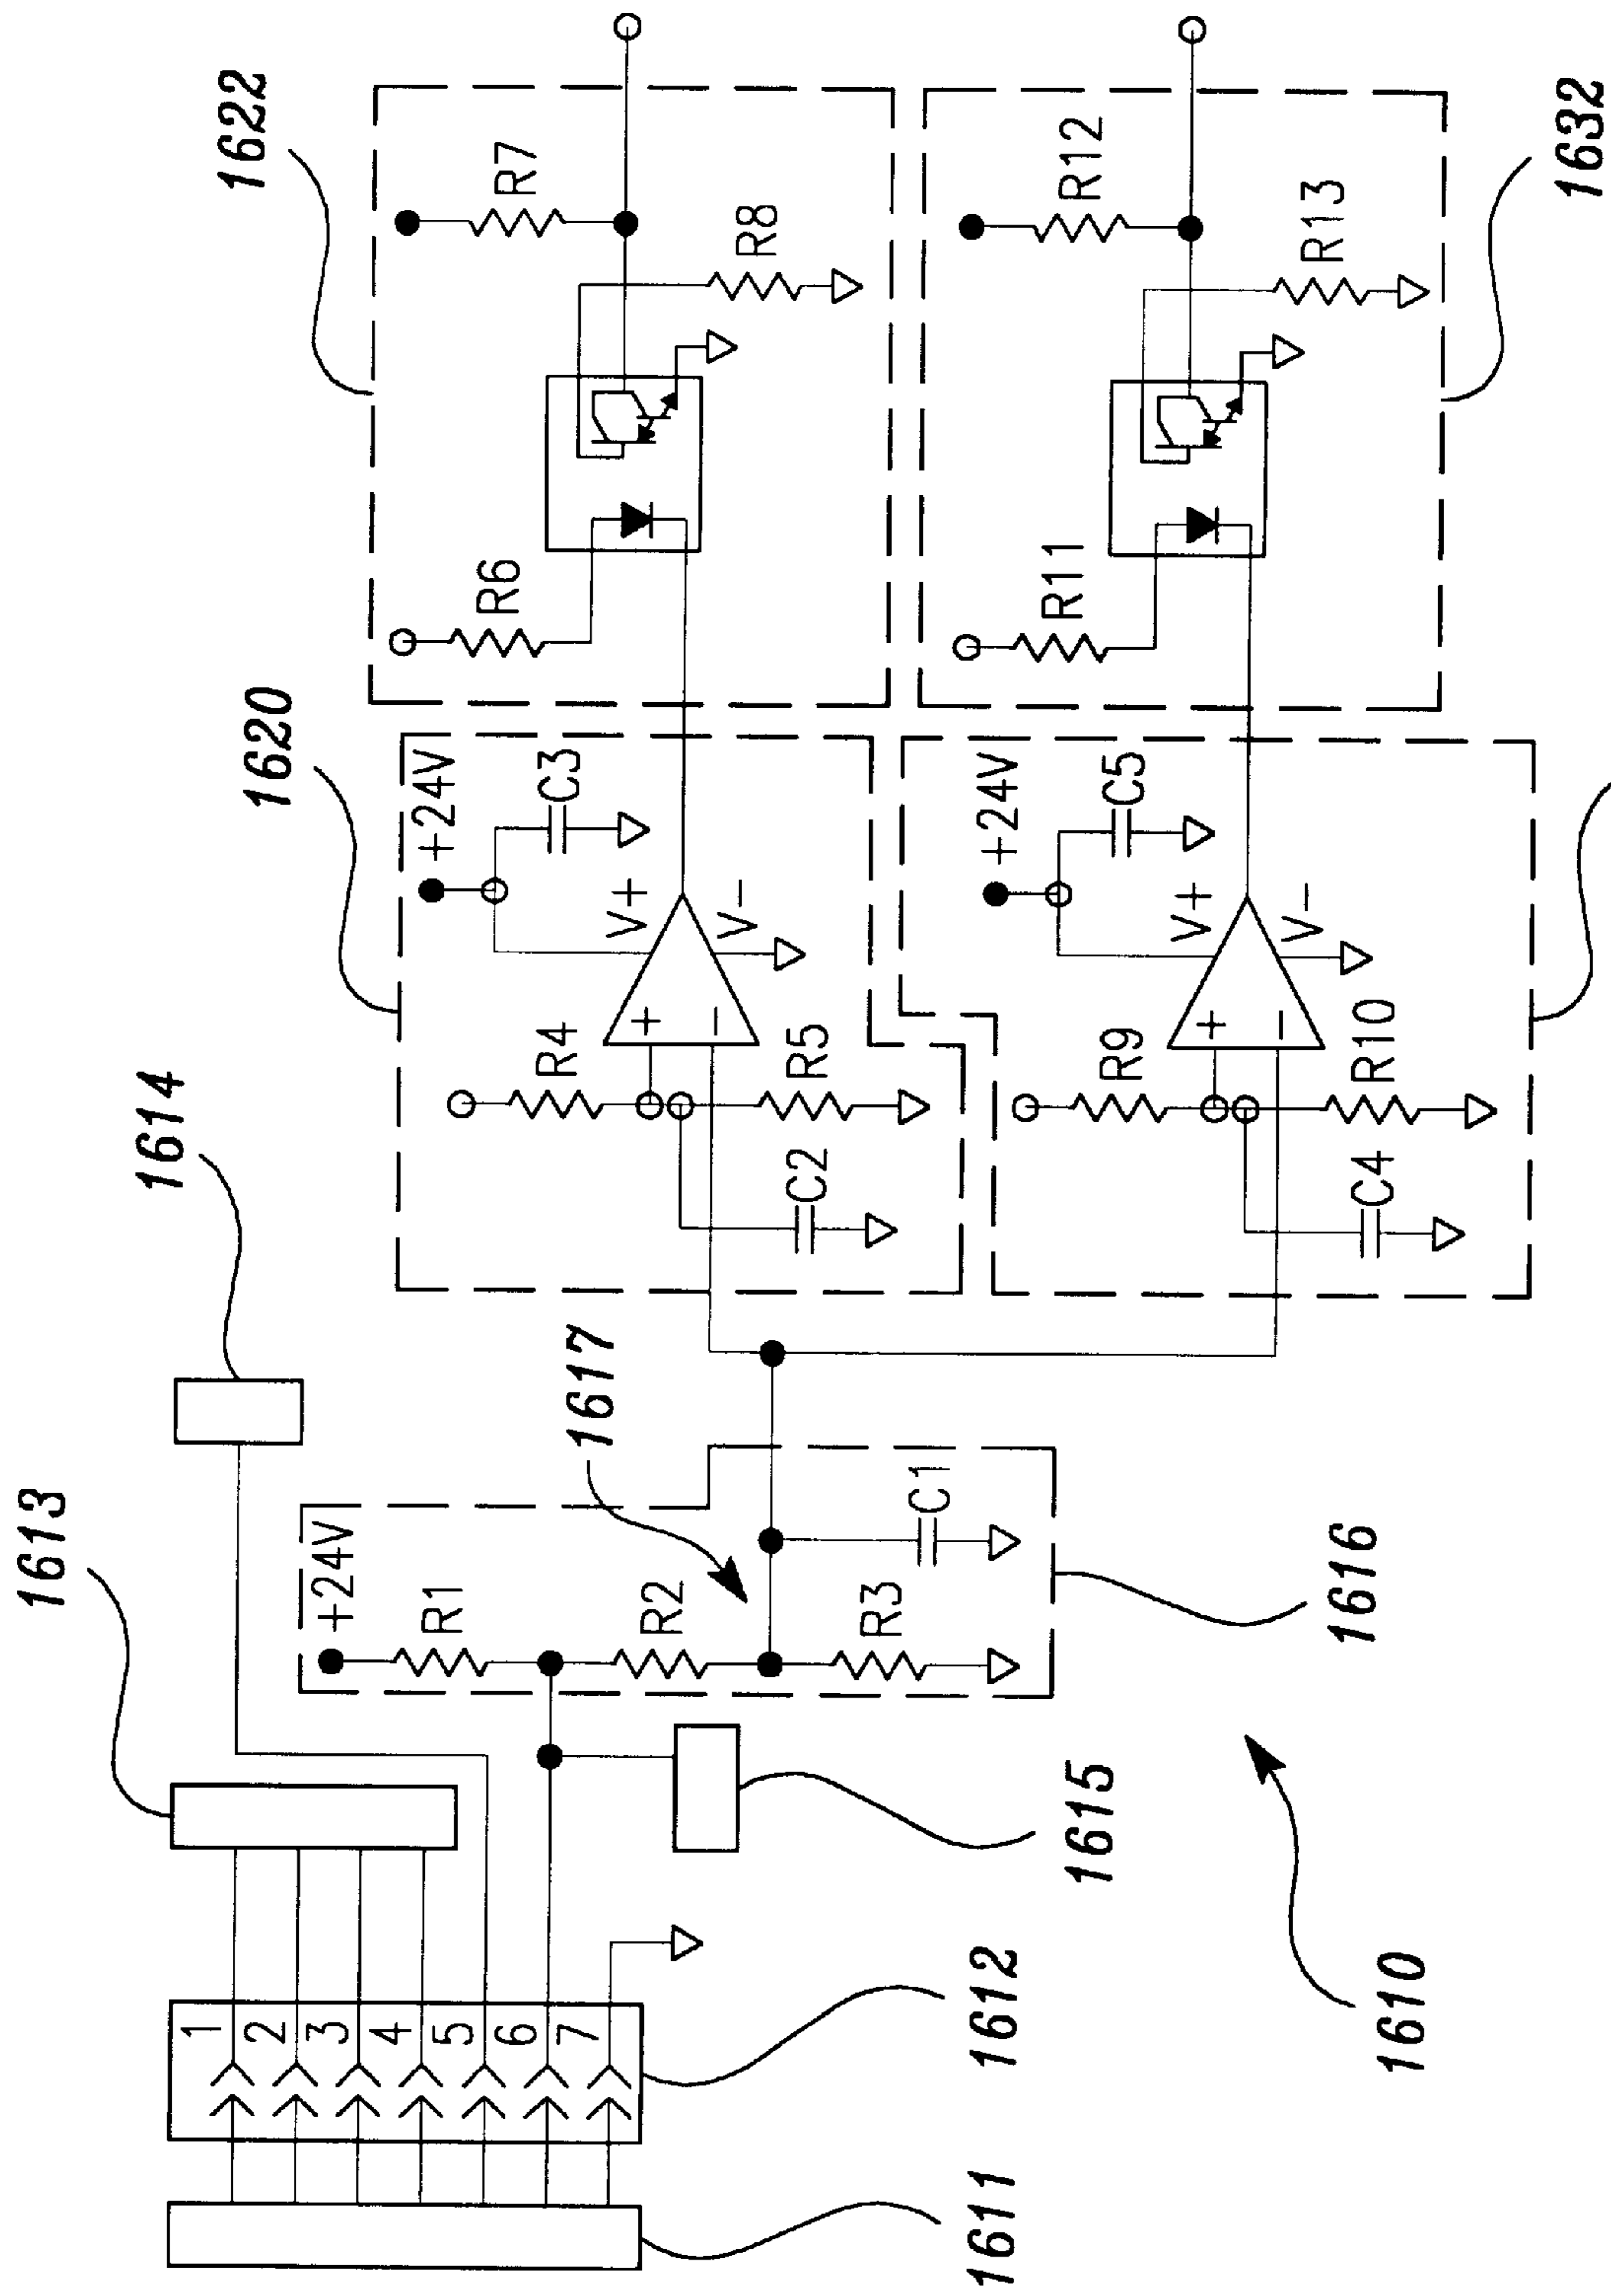 1622
R7
R8
R6
1632
R12
R13
R11
1620
+24V
C3
V+
V-
+
-
R4
R5
C2
+24V
C5
V+
V-
+
-
R9
R10
C4
1614
1617
1613
+24V
R1
R2
R3
C1
1616
1615
1
2
3
4
5
6
7
1612
1611
1610